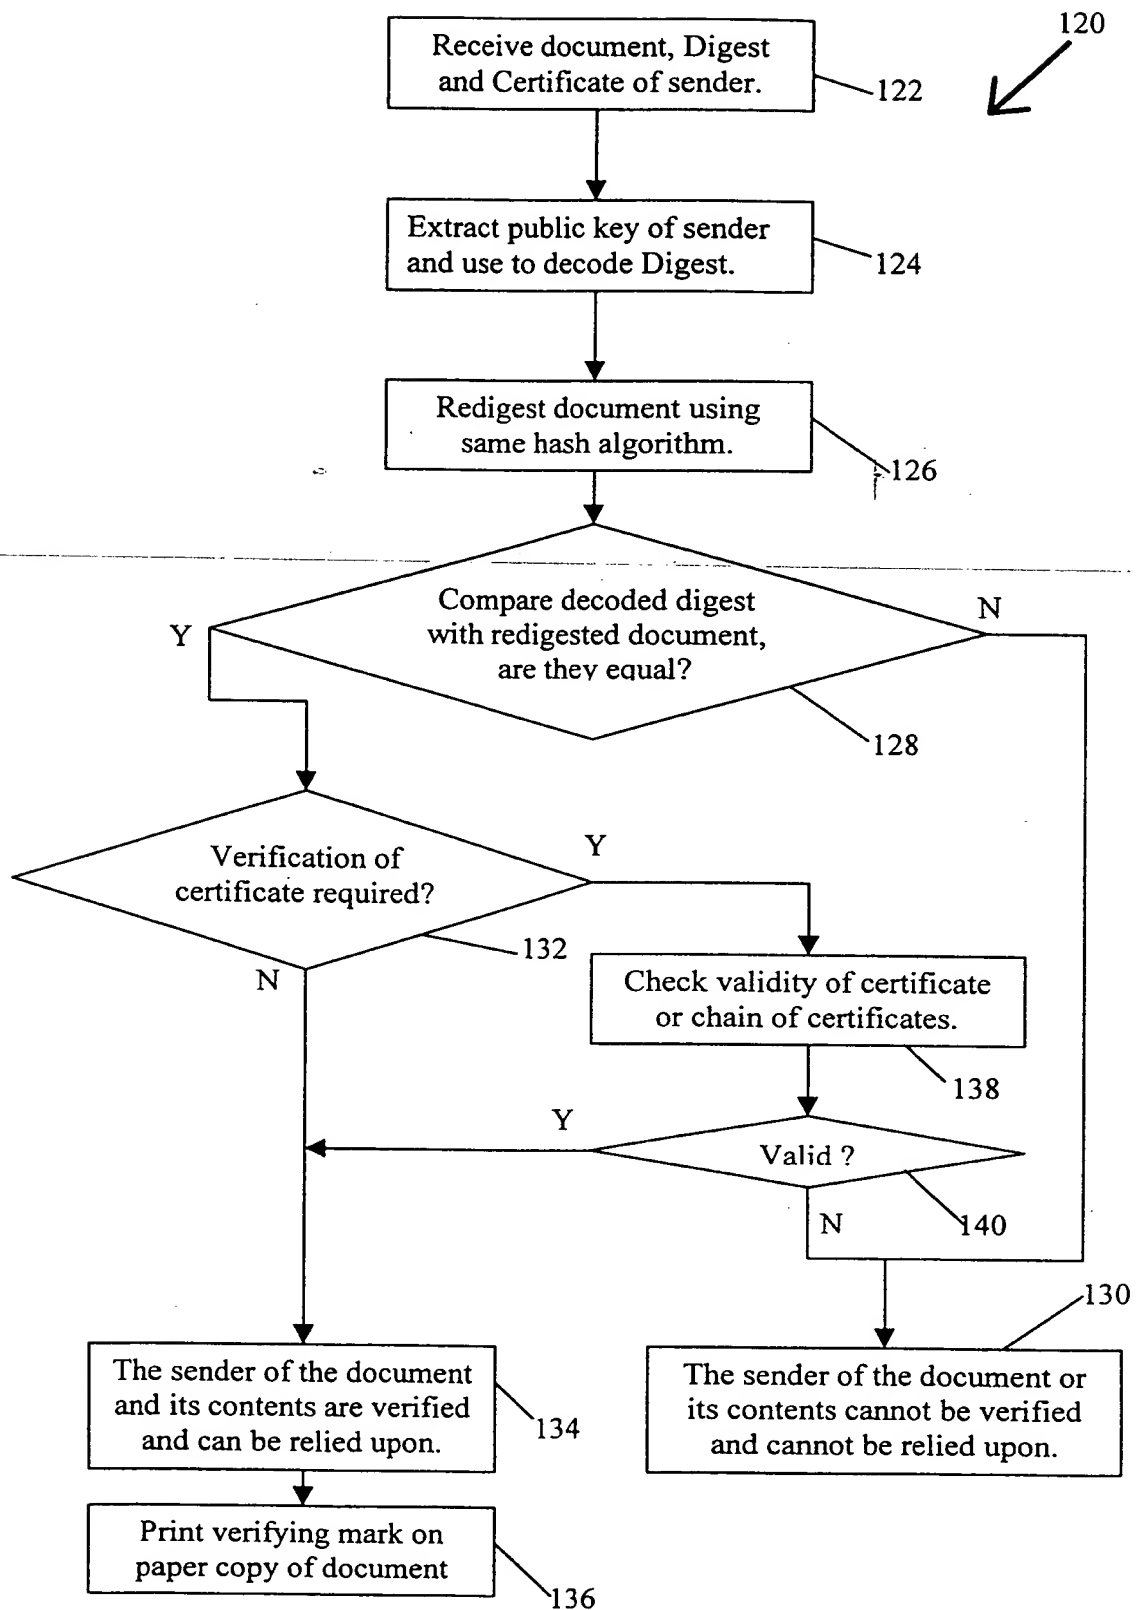 120
Receive document, Digest
and Certificate of sender.
122
Extract public key of sender
and use to decode Digest.
124
Redigest document using
same hash algorithm.
126
Compare decoded digest
with redigested document,
are they equal?
Y
N
128
Verification of
certificate required?
Y
132
N
Check validity of certificate
or chain of certificates.
138
Y
Valid ?
140
N
130
The sender of the document
and its contents are verified
and can be relied upon.
134
The sender of the document or
its contents cannot be verified
and cannot be relied upon.
Print verifying mark on
paper copy of document
136